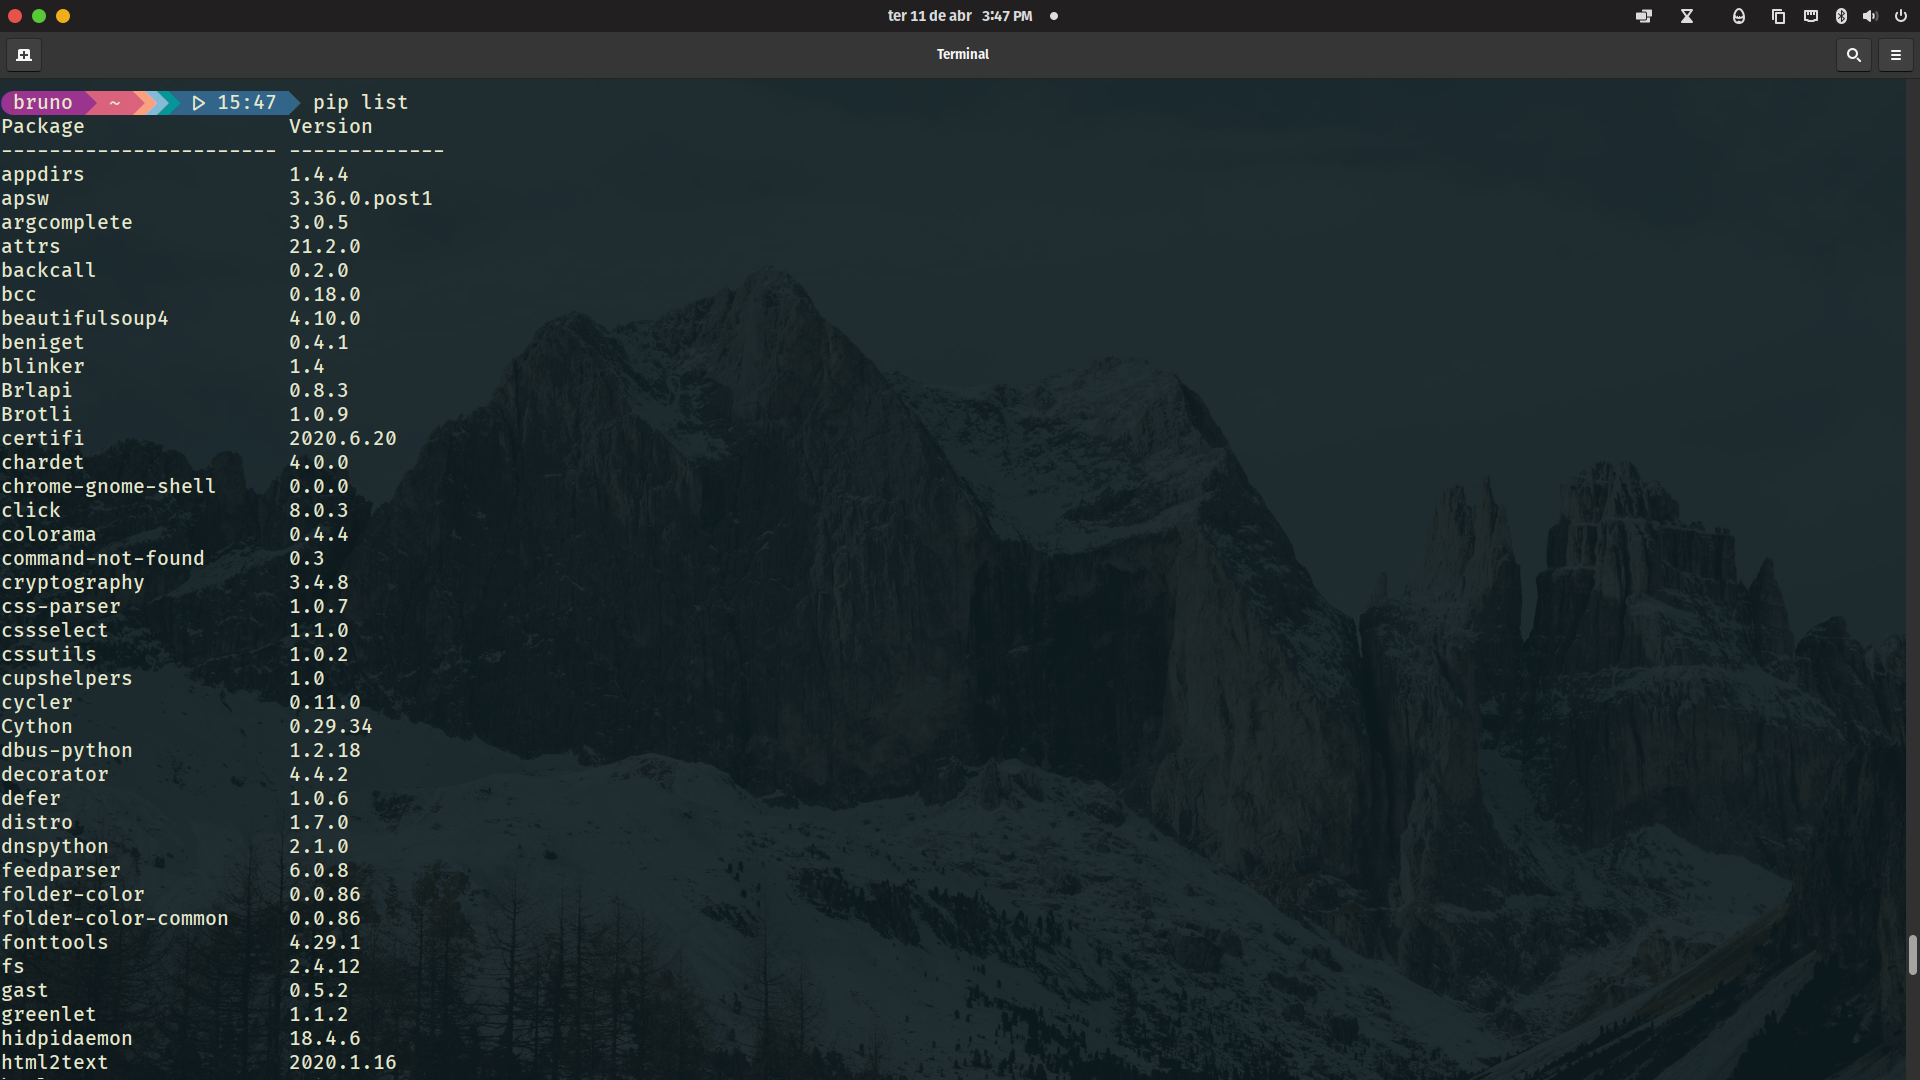 ter 11 de abr 3:47 PM
Terminal
bruno ~ 15:47 pip list
Package Version
----------------------- -------------
appdirs 1.4.4
apsw 3.36.0.post1
argcomplete 3.0.5
attrs 21.2.0
backcall 0.2.0
bcc 0.18.0
beautifulsoup4 4.10.0
beniget 0.4.1
blinker 1.4
Brlapi 0.8.3
Brotli 1.0.9
certifi 2020.6.20
chardet 4.0.0
chrome-gnome-shell 0.0.0
click 8.0.3
colorama 0.4.4
command-not-found 0.3
cryptography 3.4.8
css-parser 1.0.7
cssselect 1.1.0
cssutils 1.0.2
cupshelpers 1.0
cycler 0.11.0
Cython 0.29.34
dbus-python 1.2.18
decorator 4.4.2
defer 1.0.6
distro 1.7.0
dnspython 2.1.0
feedparser 6.0.8
folder-color 0.0.86
folder-color-common 0.0.86
fonttools 4.29.1
fs 2.4.12
gast 0.5.2
greenlet 1.1.2
hidpidaemon 18.4.6
html2text 2020.1.16